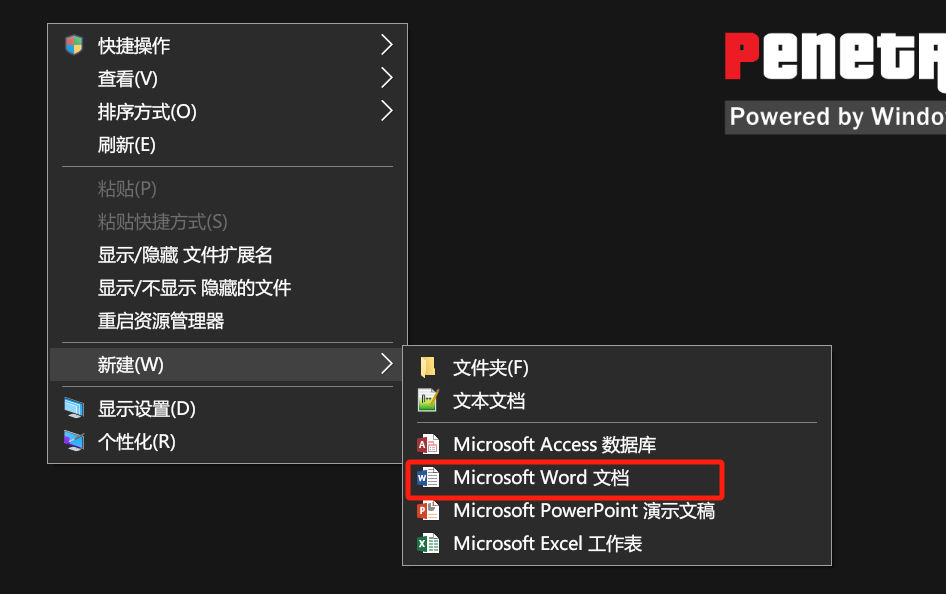 快捷操作
查看(V)
排序方式(O)
刷新(E)
粘贴(P)
粘贴快捷方式(S)
显示/隐藏 文件扩展名
显示/不显示 隐藏的文件
重启资源管理器
新建(W)
显示设置(D)
个性化(R)
文件夹(F)
文本文档
Microsoft Access 数据库
Microsoft Word 文档
Microsoft PowerPoint 演示文稿
Microsoft Excel 工作表
Powered by